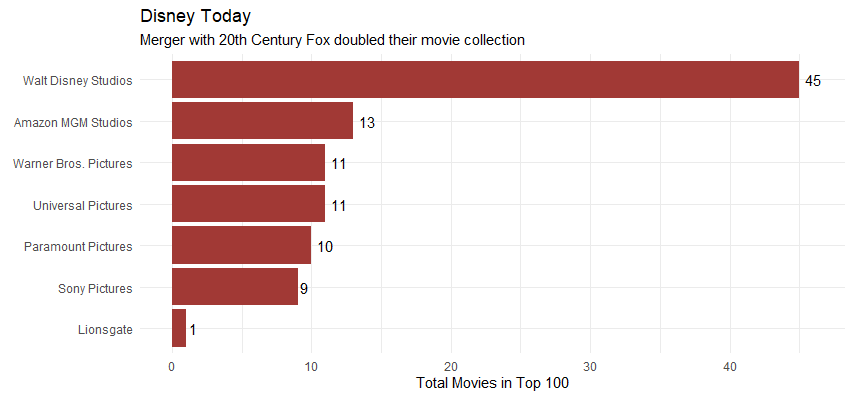 Disney Today
Merger with 20th Century Fox doubled their movie collection
Walt Disney Studios 45
Amazon MGM Studios 13
Warner Bros. Pictures 11
Universal Pictures 11
Paramount Pictures 10
Sony Pictures 9
Lionsgate 1
0 10 20 30 40
Total Movies in Top 100